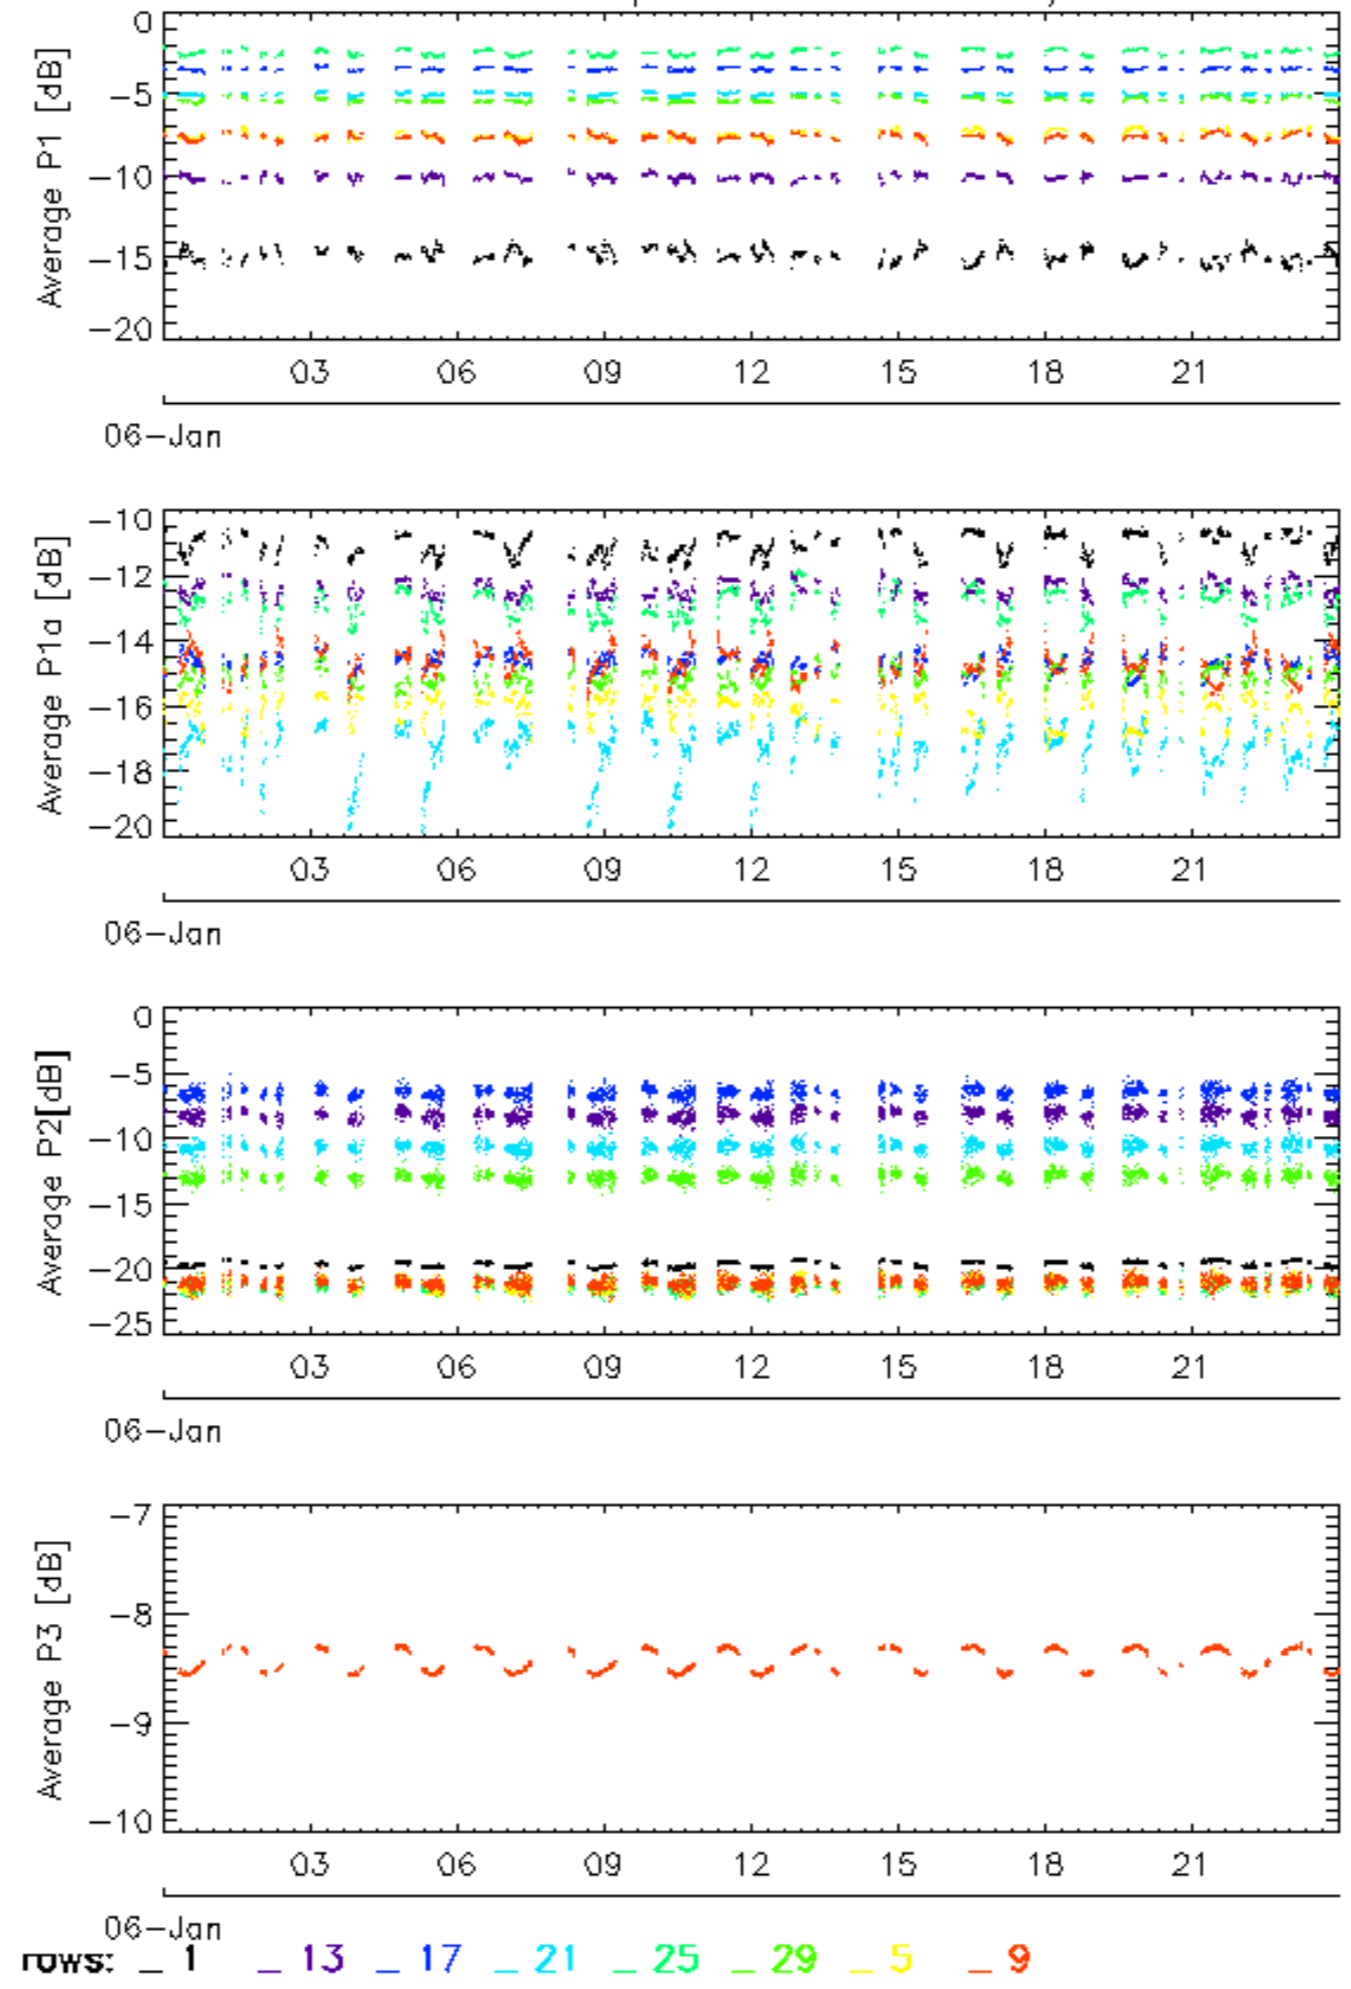 0
−5
−10
−15
−20
Average P1 [dB]
03 06 09 12 15 18 21
06−Jan
−10
−12
−14
−16
−18
−20
Average P1a [dB]
03 06 09 12 15 18 21
06−Jan
0
−5
−10
−15
−20
−25
Average P2[dB]
03 06 09 12 15 18 21
06−Jan
−7
−8
−9
−10
Average P3 [dB]
03 06 09 12 15 18 21
06−Jan
rows: _ 1 _ 13 _ 17 _ 21 _ 25 _ 29 _ 5 _ 9